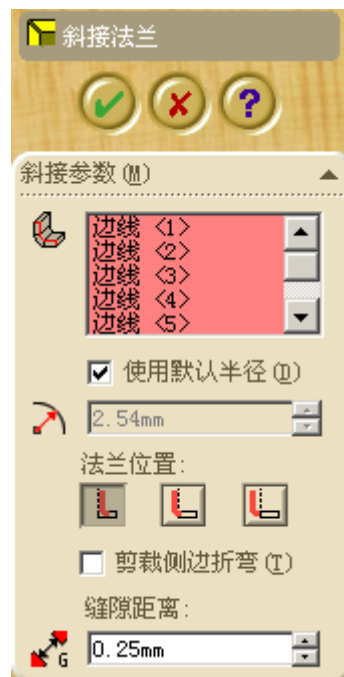 斜接法兰
斜接参数(M)
边线 <1>
边线 <2>
边线 <3>
边线 <4>
边线 <5>
使用默认半径(D)
2.54mm
法兰位置:
剪裁侧边折弯(T)
缝隙距离:
G 0.25mm